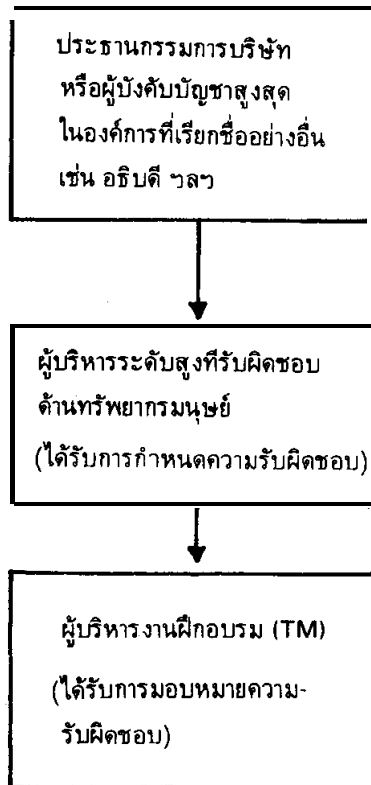 ประธานกรรมการบริษัท
หรือผู้บังคับบัญชาสูงสุด
ในองค์การที่เรียกชื่ออย่างอื่น
เช่น อธิบดี ฯลฯ
ผู้บริหารระดับสูงที่รับผิดชอบ
ด้านทรัพยากรมนุษย์
(ได้รับการกำหนดความรับผิดชอบ)
ผู้บริหารงานฝึกอบรม (TM)
(ได้รับการมอบหมายความ-
รับผิดชอบ)